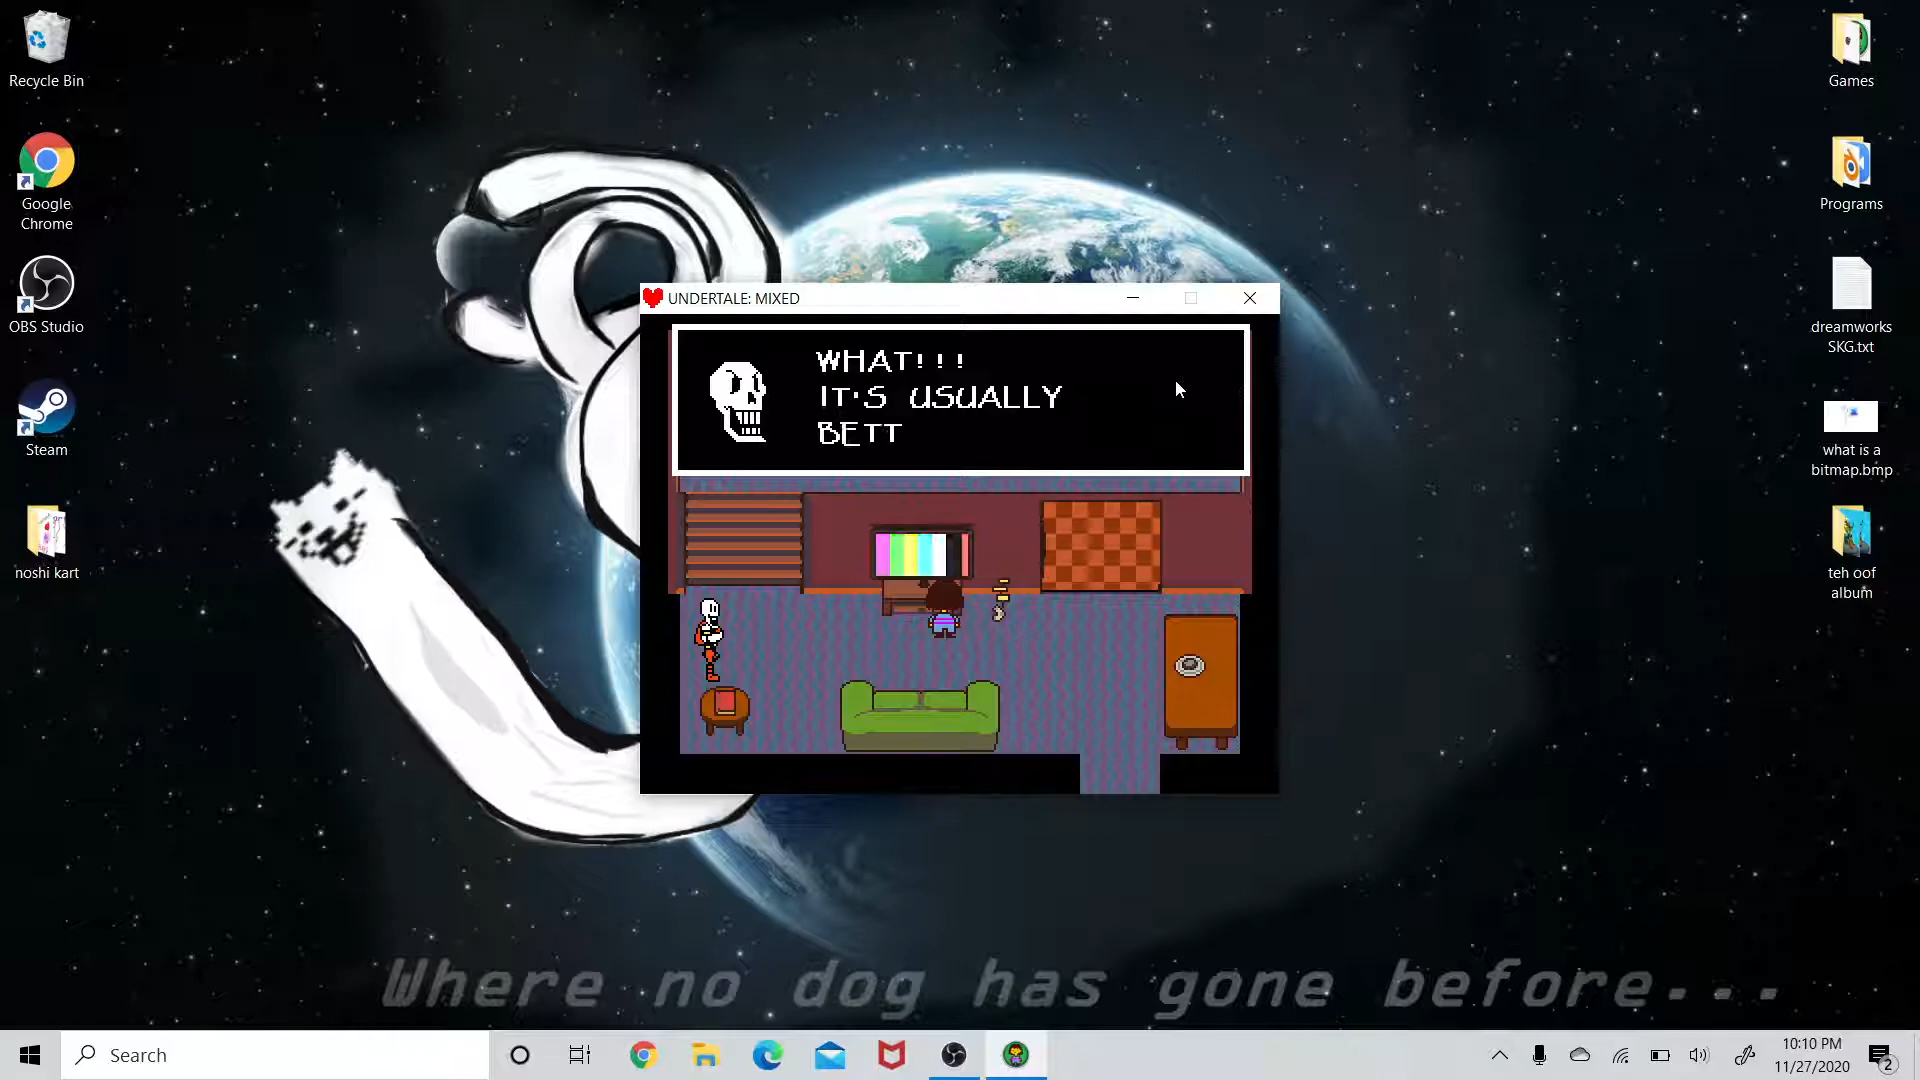 Recycle Bin
Google
Chrome
OBS Studio
Steam
noshi kart
UNDERTALE: MIXED
WHAT!!!
IT'S USUALLY
BETT
Games
Programs
dreamworks
SKG.txt
what is a
bitmap.bmp
teh oof
album
Where no dog has gone before...
Search
10:10 PM
11/27/2020
2